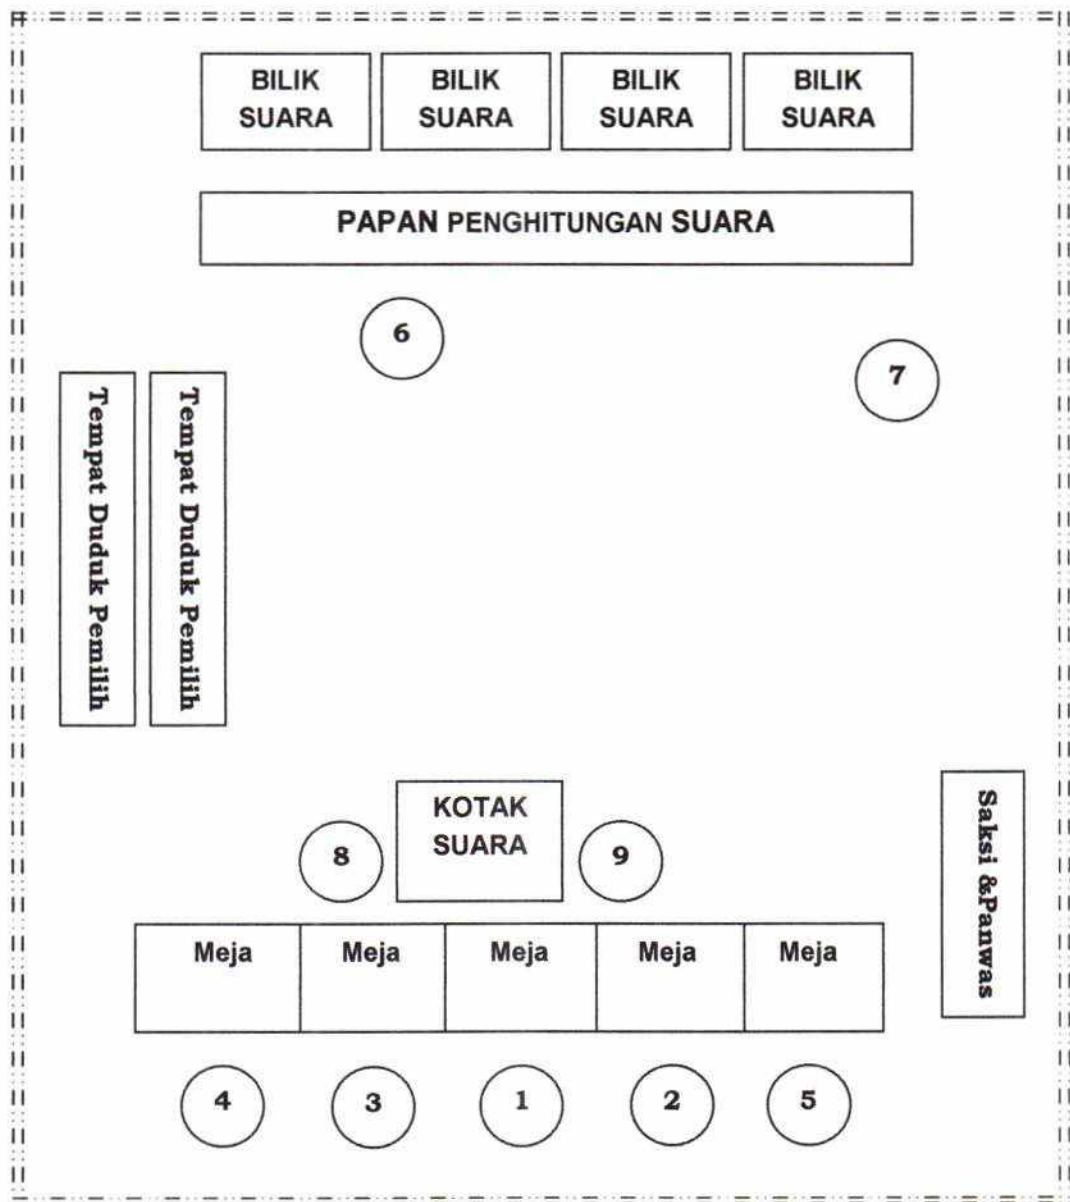 BILIK
SUARA
BILIK
SUARA
BILIK
SUARA
BILIK
SUARA
PAPAN PENGHITUNGAN SUARA
6
7
Tempat Duduk Pemilih
Tempat Duduk Pemilih
KOTAK
SUARA
8
9
Saksi &Panwas
Meja
Meja
Meja
Meja
Meja
4
3
1
2
5